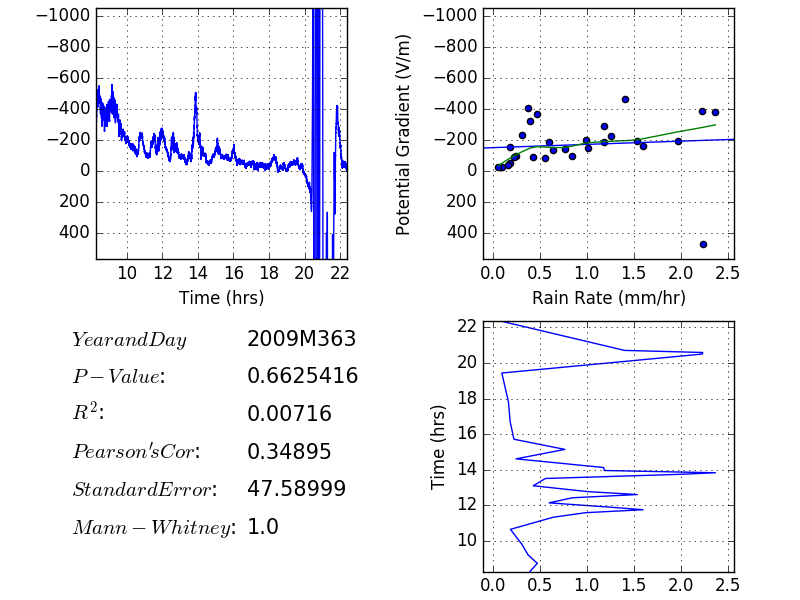 −1000
−800
−600
−400
−200
0
200
400
10 12 14 16 18 20 22
Time (hrs)
Potential Gradient (V/m)
−1000
−800
−600
−400
−200
0
200
400
0.0 0.5 1.0 1.5 2.0 2.5
Rain Rate (mm/hr)
YearandDay 2009M363
P−Value: 0.6625416
R²: 0.00716
Pearson'sCor: 0.34895
StandardError: 47.58999
Mann−Whitney: 1.0
Time (hrs)
22
20
18
16
14
12
10
0.0 0.5 1.0 1.5 2.0 2.5